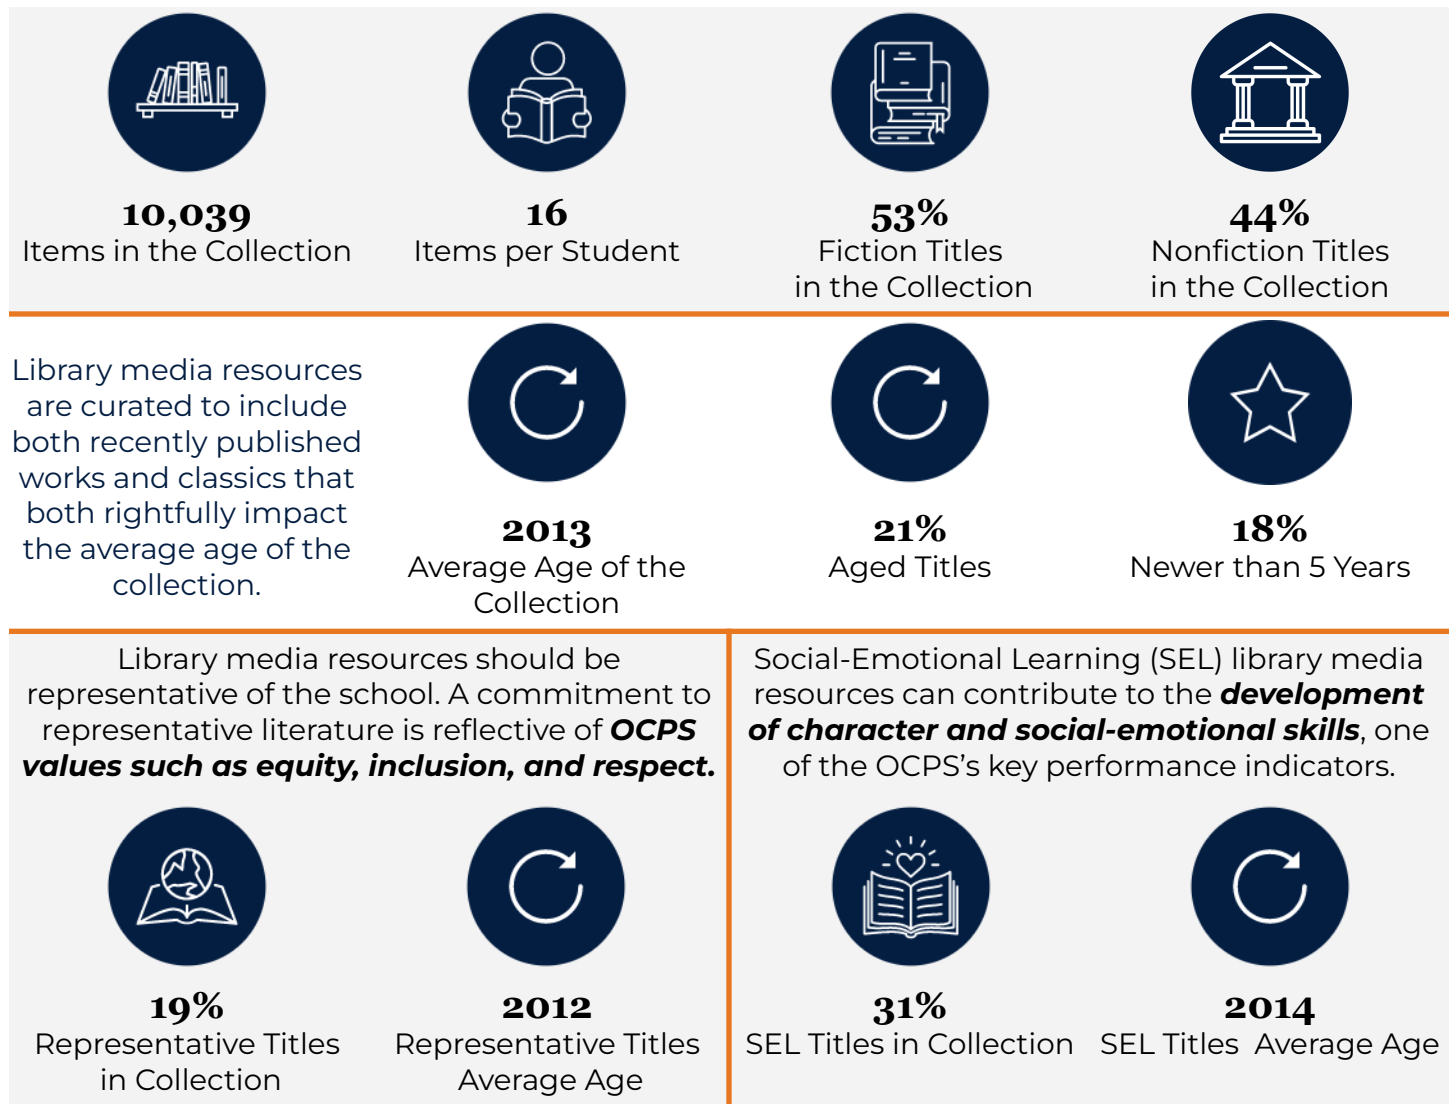 10,039
Items in the Collection
16
Items per Student
53%
Fiction Titles
in the Collection
44%
Nonfiction Titles
in the Collection
Library media resources
are curated to include
both recently published
works and classics that
both rightfully impact
the average age of the
collection.
2013
Average Age of the
Collection
21%
Aged Titles
18%
Newer than 5 Years
Library media resources should be
representative of the school. A commitment to
representative literature is reflective of OCPS
values such as equity, inclusion, and respect.
19%
Representative Titles
in Collection
2012
Representative Titles
Average Age
Social-Emotional Learning (SEL) library media
resources can contribute to the development
of character and social-emotional skills, one
of the OCPS's key performance indicators.
31%
SEL Titles in Collection
2014
SEL Titles  Average Age